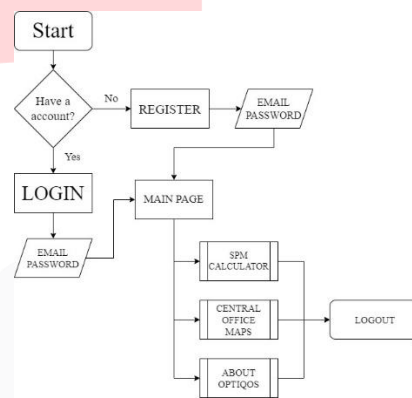 Start
Have a
account?
No
REGISTER
EMAIL
PASSWORD
Yes
LOGIN
MAIN PAGE
EMAIL
PASSWORD
SPM
CALCULATOR
CENTRAL
OFFICE
MAPS
LOGOUT
ABOUT
OPTIQOS